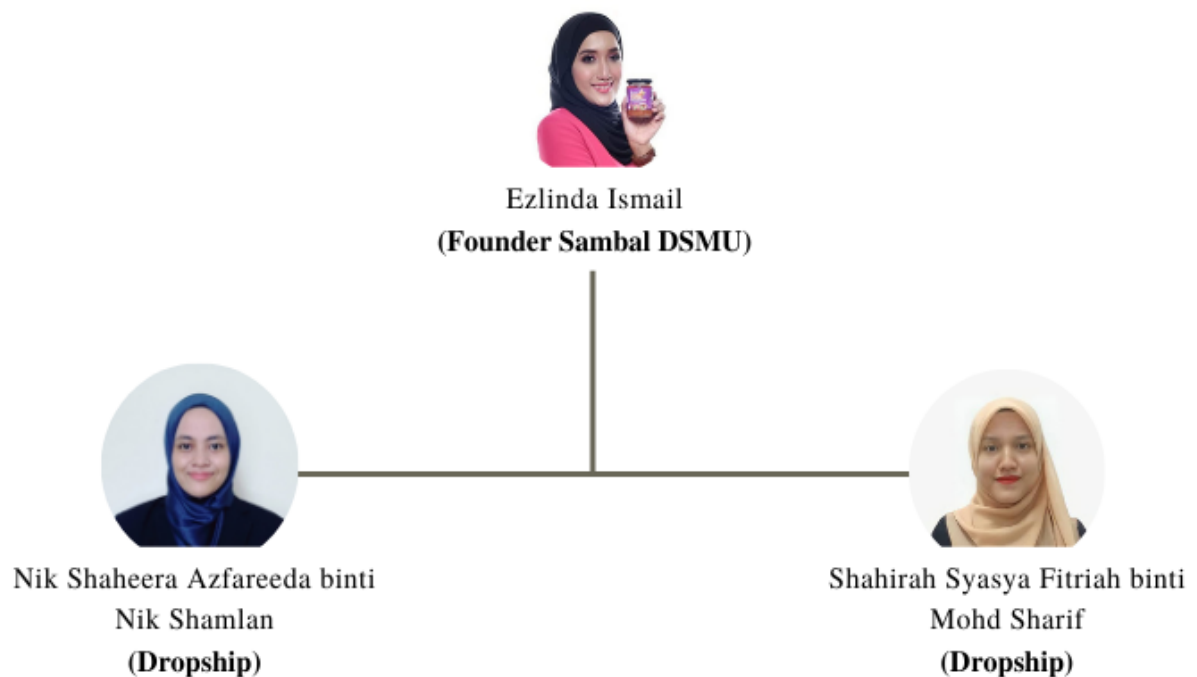 Ezlinda Ismail
(Founder Sambal DSMU)
Nik Shaheera Azfareeda binti
Nik Shamlan
(Dropship)
Shahirah Syasya Fitriah binti
Mohd Sharif
(Dropship)